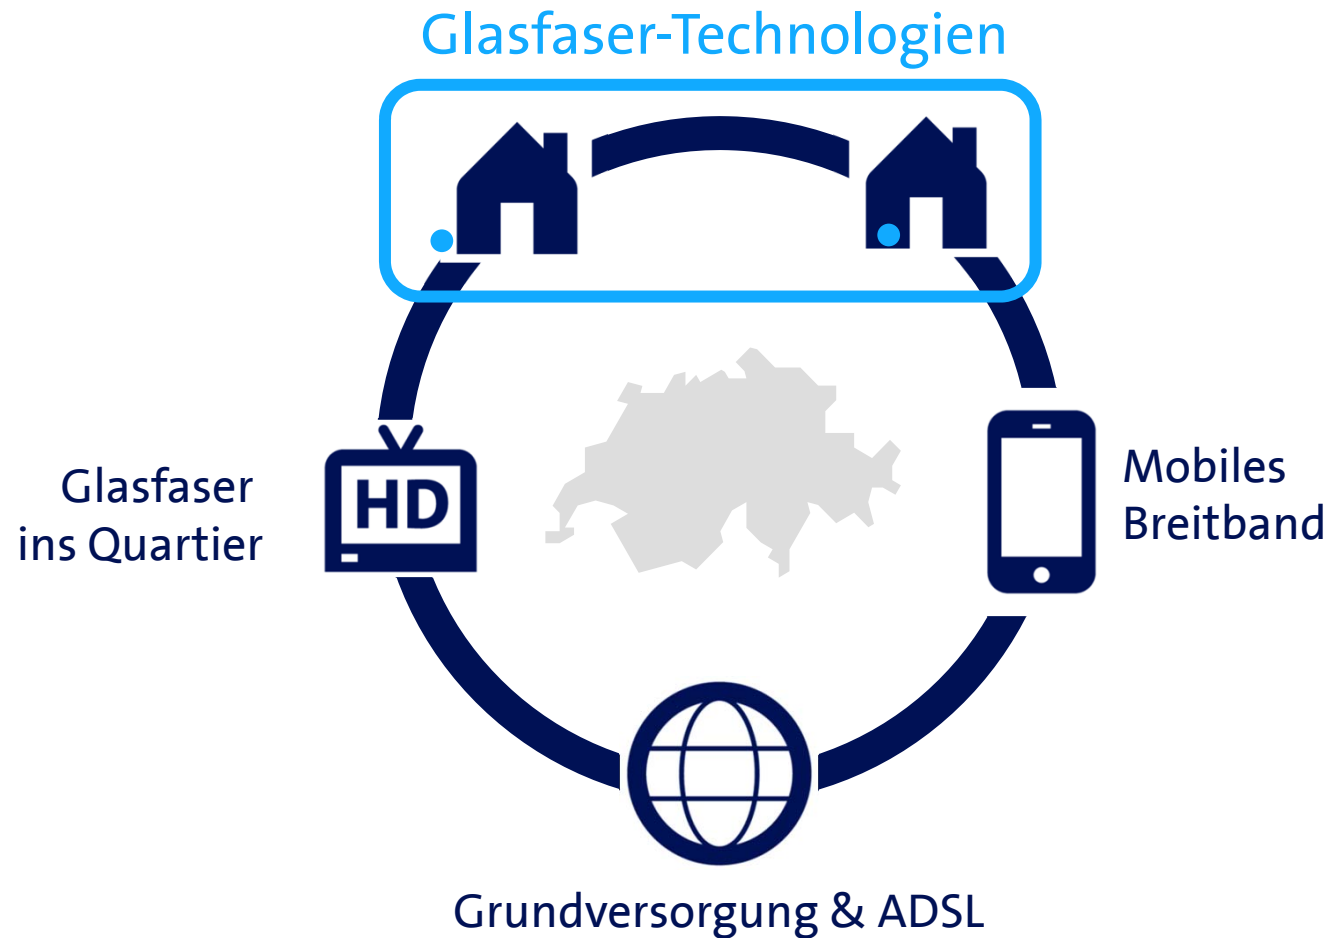 Glasfaser-Technologien
Glasfaser
ins Quartier
HD
Mobiles
Breitband
Grundversorgung & ADSL